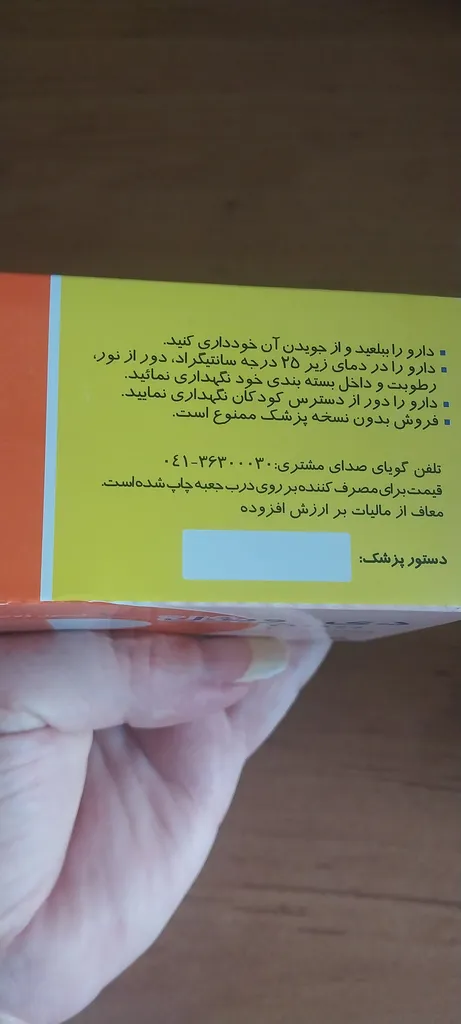 ▪ دارو را ببلعید و از جویدن آن خودداری کنید.
▪ دارو را در دمای زیر ۲۵ درجه سانتیگراد، دور از نور،
رطوبت و داخل بسته بندی خود نگهداری نمائید.
▪ دارو را دور از دسترس کودکان نگهداری نمایید.
▪ فروش بدون نسخه پزشک ممنوع است.
تلفن گویای صدای مشتری: ۳۶۳۰۰۰۳۰-۰٤۱
قیمت برای مصرف کننده بر روی درب جعبه چاپ شده است.
معاف از مالیات بر ارزش افزوده
دستور پزشک: